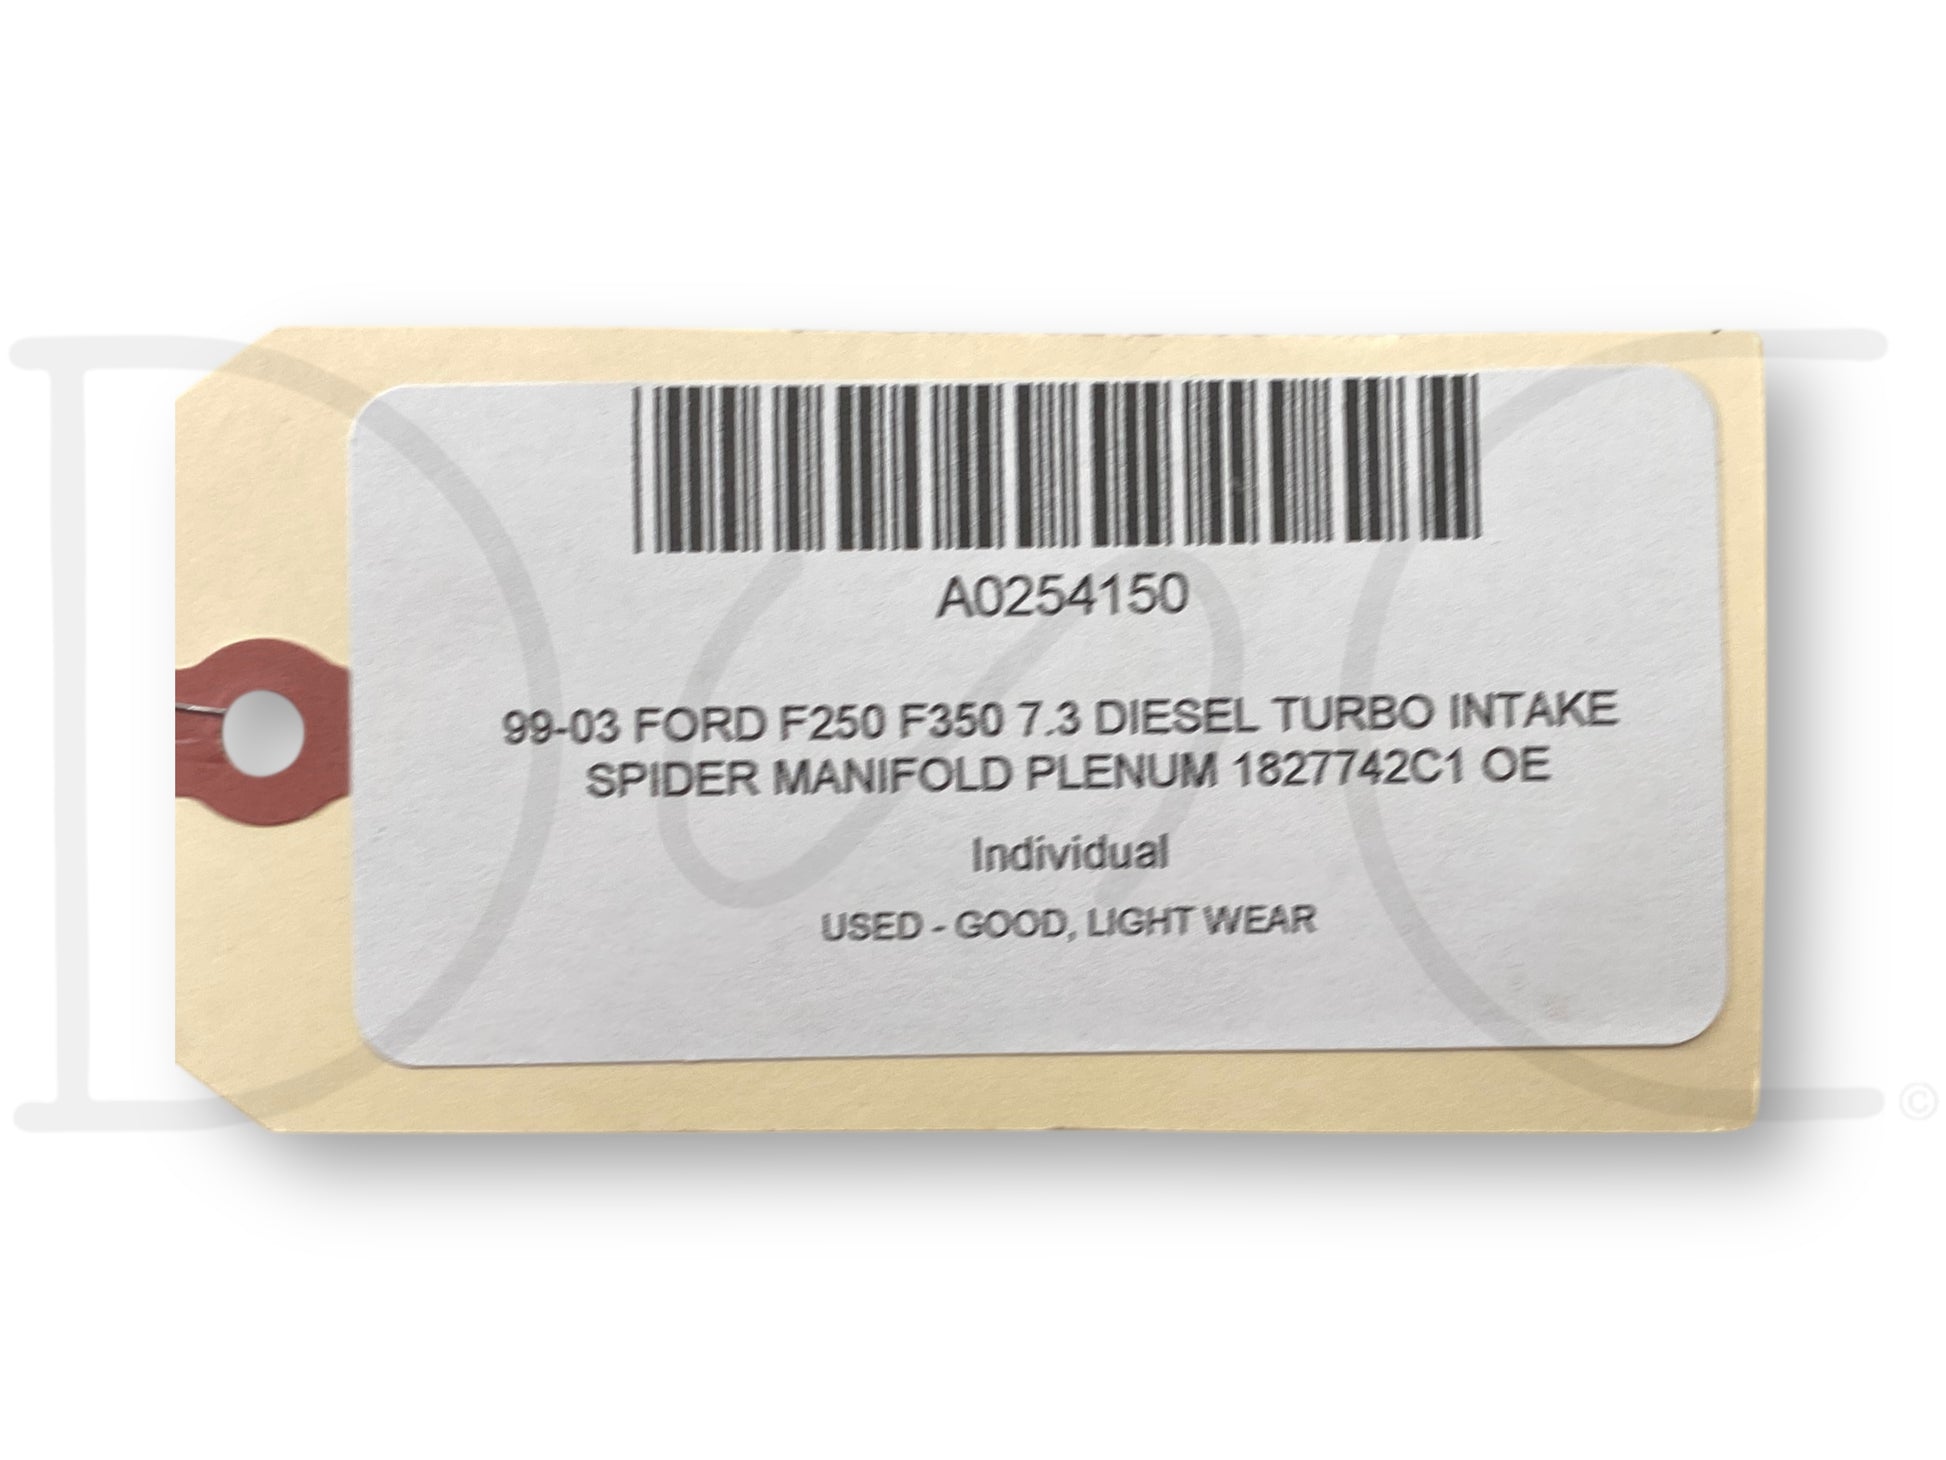 A0254150
99-03 FORD F250 F350 7.3 DIESEL TURBO INTAKE
SPIDER MANIFOLD PLENUM 1827742C1 OE
Individual
USED - GOOD, LIGHT WEAR
©